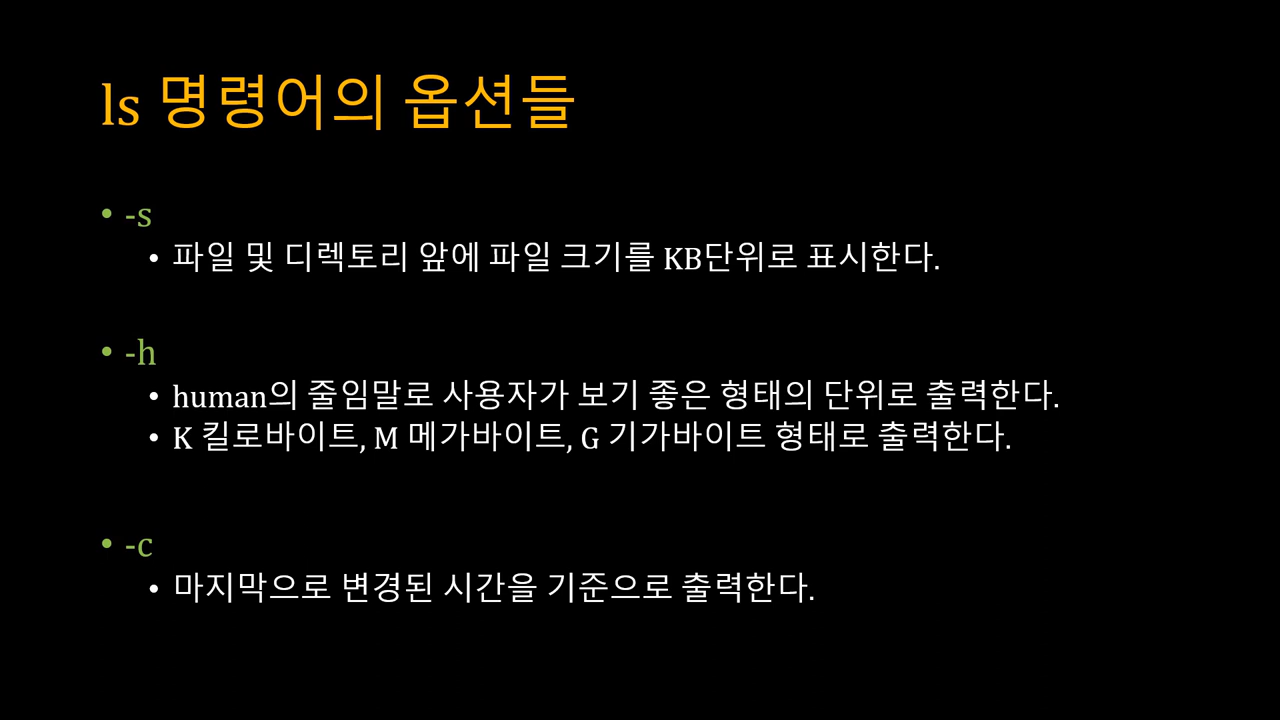 ls 명령어의 옵션들
• -s
• 파일 및 디렉토리 앞에 파일 크기를 KB단위로 표시한다.
• -h
• human의 줄임말로 사용자가 보기 좋은 형태의 단위로 출력한다.
• K 킬로바이트, M 메가바이트, G 기가바이트 형태로 출력한다.
• -c
• 마지막으로 변경된 시간을 기준으로 출력한다.